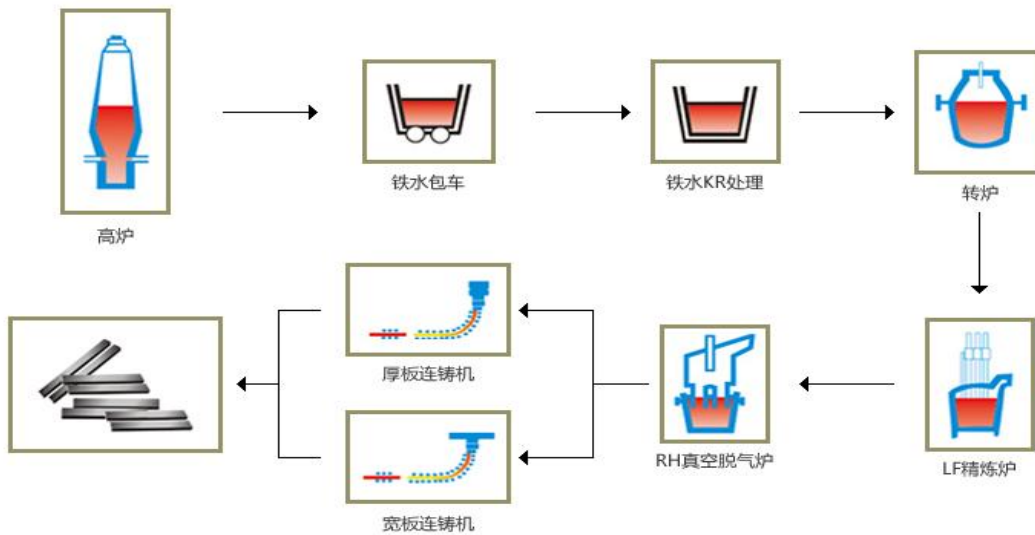 高炉
铁水包车
铁水KR处理
转炉
厚板连铸机
宽板连铸机
RH真空脱气炉
LF精炼炉